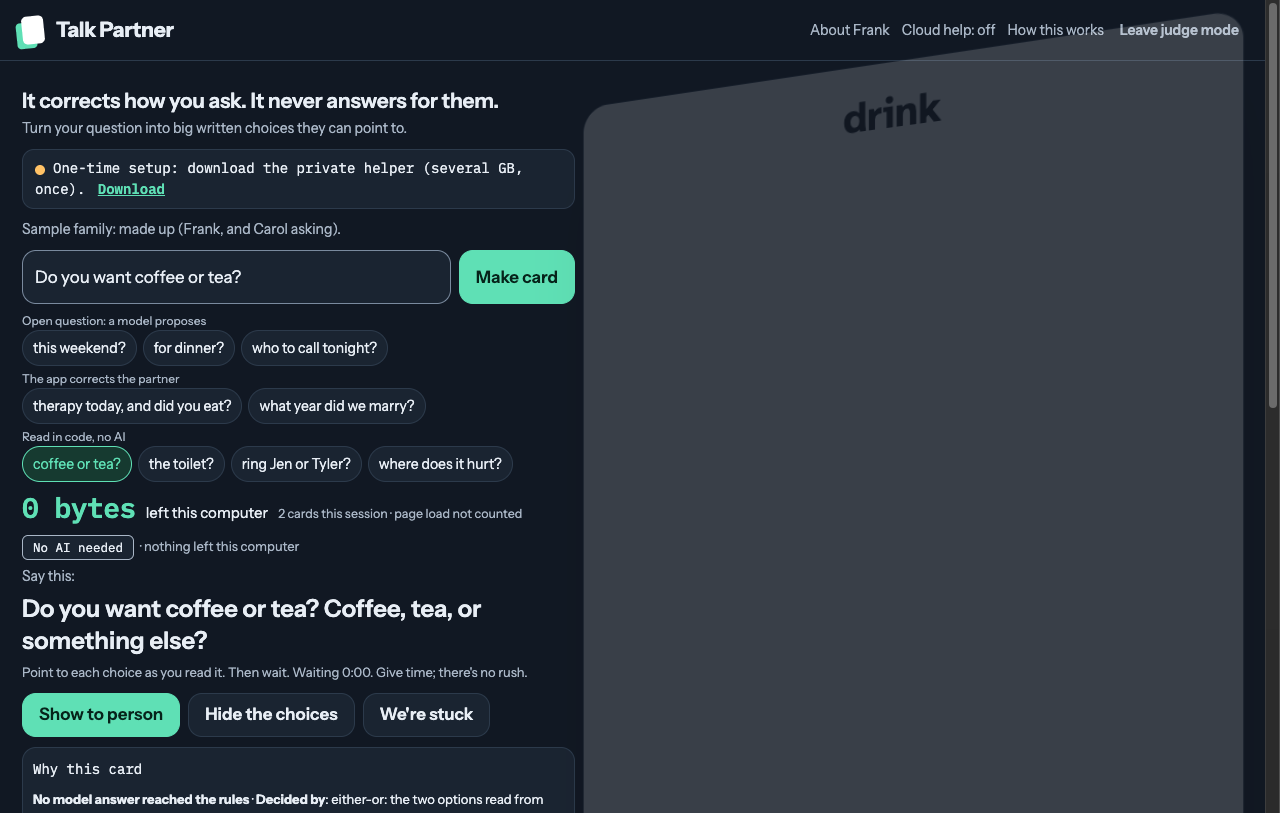 Talk Partner
About Frank
Cloud help: off
How this works
Leave judge mode
It corrects how you ask. It never answers for them.
Turn your question into big written choices they can point to.
One-time setup: download the private helper (several GB,
once). Download
Sample family: made up (Frank, and Carol asking).
Do you want coffee or tea?
Make card
Open question: a model proposes
this weekend?
for dinner?
who to call tonight?
The app corrects the partner
therapy today, and did you eat?
what year did we marry?
Read in code, no AI
coffee or tea?
the toilet?
ring Jen or Tyler?
where does it hurt?
0 bytes left this computer 2 cards this session · page load not counted
No AI needed · nothing left this computer
Say this:
Do you want coffee or tea? Coffee, tea, or
something else?
Point to each choice as you read it. Then wait. Waiting 0:00. Give time; there's no rush.
Show to person
Hide the choices
We're stuck
Why this card
No model answer reached the rules · Decided by: either-or: the two options read from
drink